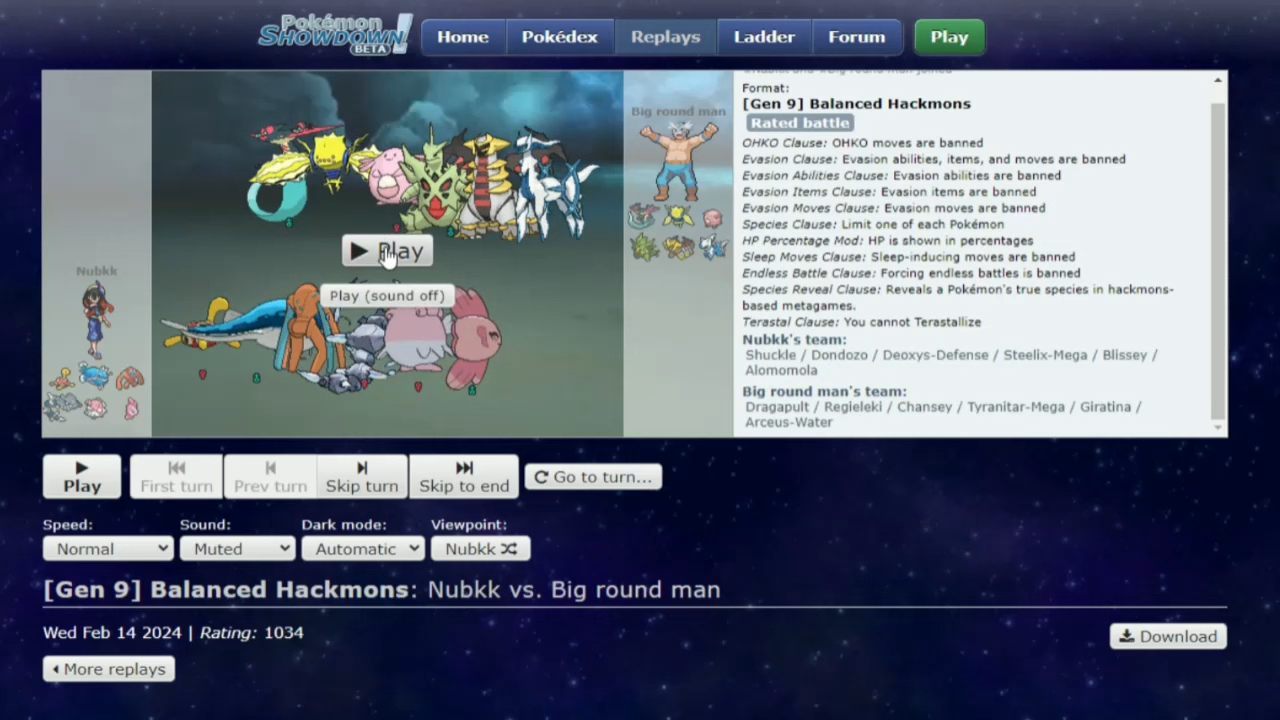 Pokémon
SHOWDOWN!
BETA
Home
Pokédex
Replays
Ladder
Forum
Play
Big round man
Nubkk
Play
Play (sound off)
Format:
[Gen 9] Balanced Hackmons
Rated battle
OHKO Clause: OHKO moves are banned
Evasion Clause: Evasion abilities, items, and moves are banned
Evasion Abilities Clause: Evasion abilities are banned
Evasion Items Clause: Evasion items are banned
Evasion Moves Clause: Evasion moves are banned
Species Clause: Limit one of each Pokémon
HP Percentage Mod: HP is shown in percentages
Sleep Moves Clause: Sleep-inducing moves are banned
Endless Battle Clause: Forcing endless battles is banned
Species Reveal Clause: Reveals a Pokémon's true species in hackmons-
based metagames.
Terastal Clause: You cannot Terastallize
Nubkk's team:
Shuckle / Dondozo / Deoxys-Defense / Steelix-Mega / Blissey /
Alomomola
Big round man's team:
Dragapult / Regieleki / Chansey / Tyranitar-Mega / Giratina /
Arceus-Water
Play
First turn
Prev turn
Skip turn
Skip to end
Go to turn...
Speed:
Sound:
Dark mode:
Viewpoint:
Normal
Muted
Automatic
Nubkk
[Gen 9] Balanced Hackmons: Nubkk vs. Big round man
Wed Feb 14 2024 | Rating: 1034
Download
More replays